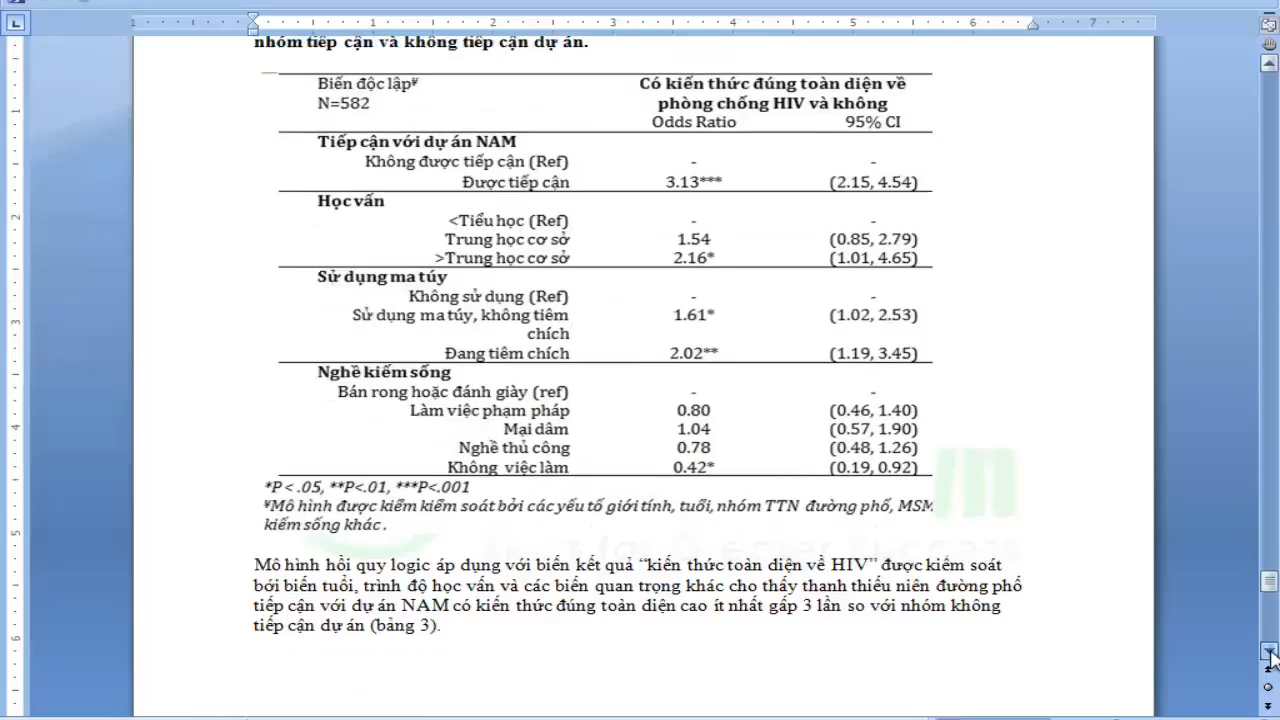 nhóm tiếp cận và không tiếp cận dự án.
Biến độc lập¥ Có kiến thức đúng toàn diện về
N=582 phòng chống HIV và không
Odds Ratio 95% CI
Tiếp cận với dự án NAM
Không được tiếp cận (Ref) - -
Được tiếp cận 3.13*** (2.15, 4.54)
Học vấn
<Tiểu học (Ref) - -
Trung học cơ sở 1.54 (0.85, 2.79)
>Trung học cơ sở 2.16* (1.01, 4.65)
Sử dụng ma túy
Không sử dụng (Ref) - -
Sử dụng ma túy, không tiêm 1.61* (1.02, 2.53)
chích
Đang tiêm chích 2.02** (1.19, 3.45)
Nghề kiếm sống
Bán rong hoặc đánh giày (ref) - -
Làm việc phạm pháp 0.80 (0.46, 1.40)
Mại dâm 1.04 (0.57, 1.90)
Nghề thủ công 0.78 (0.48, 1.26)
Không việc làm 0.42* (0.19, 0.92)
*P < .05, **P<.01, ***P<.001
¥Mô hình được kiểm kiểm soát bởi các yếu tố giới tính, tuổi, nhóm TTN đường phố, MSM
kiếm sống khác .
Mô hình hồi quy logic áp dụng với biến kết quả “kiến thức toàn diện về HIV” được kiểm soát
bới biến tuổi, trình độ học vấn và các biến quan trọng khác cho thấy thanh thiếu niên đường phố
tiếp cận với dự án NAM có kiến thức đúng toàn diện cao ít nhất gấp 3 lần so với nhóm không
tiếp cận dự án (bảng 3).